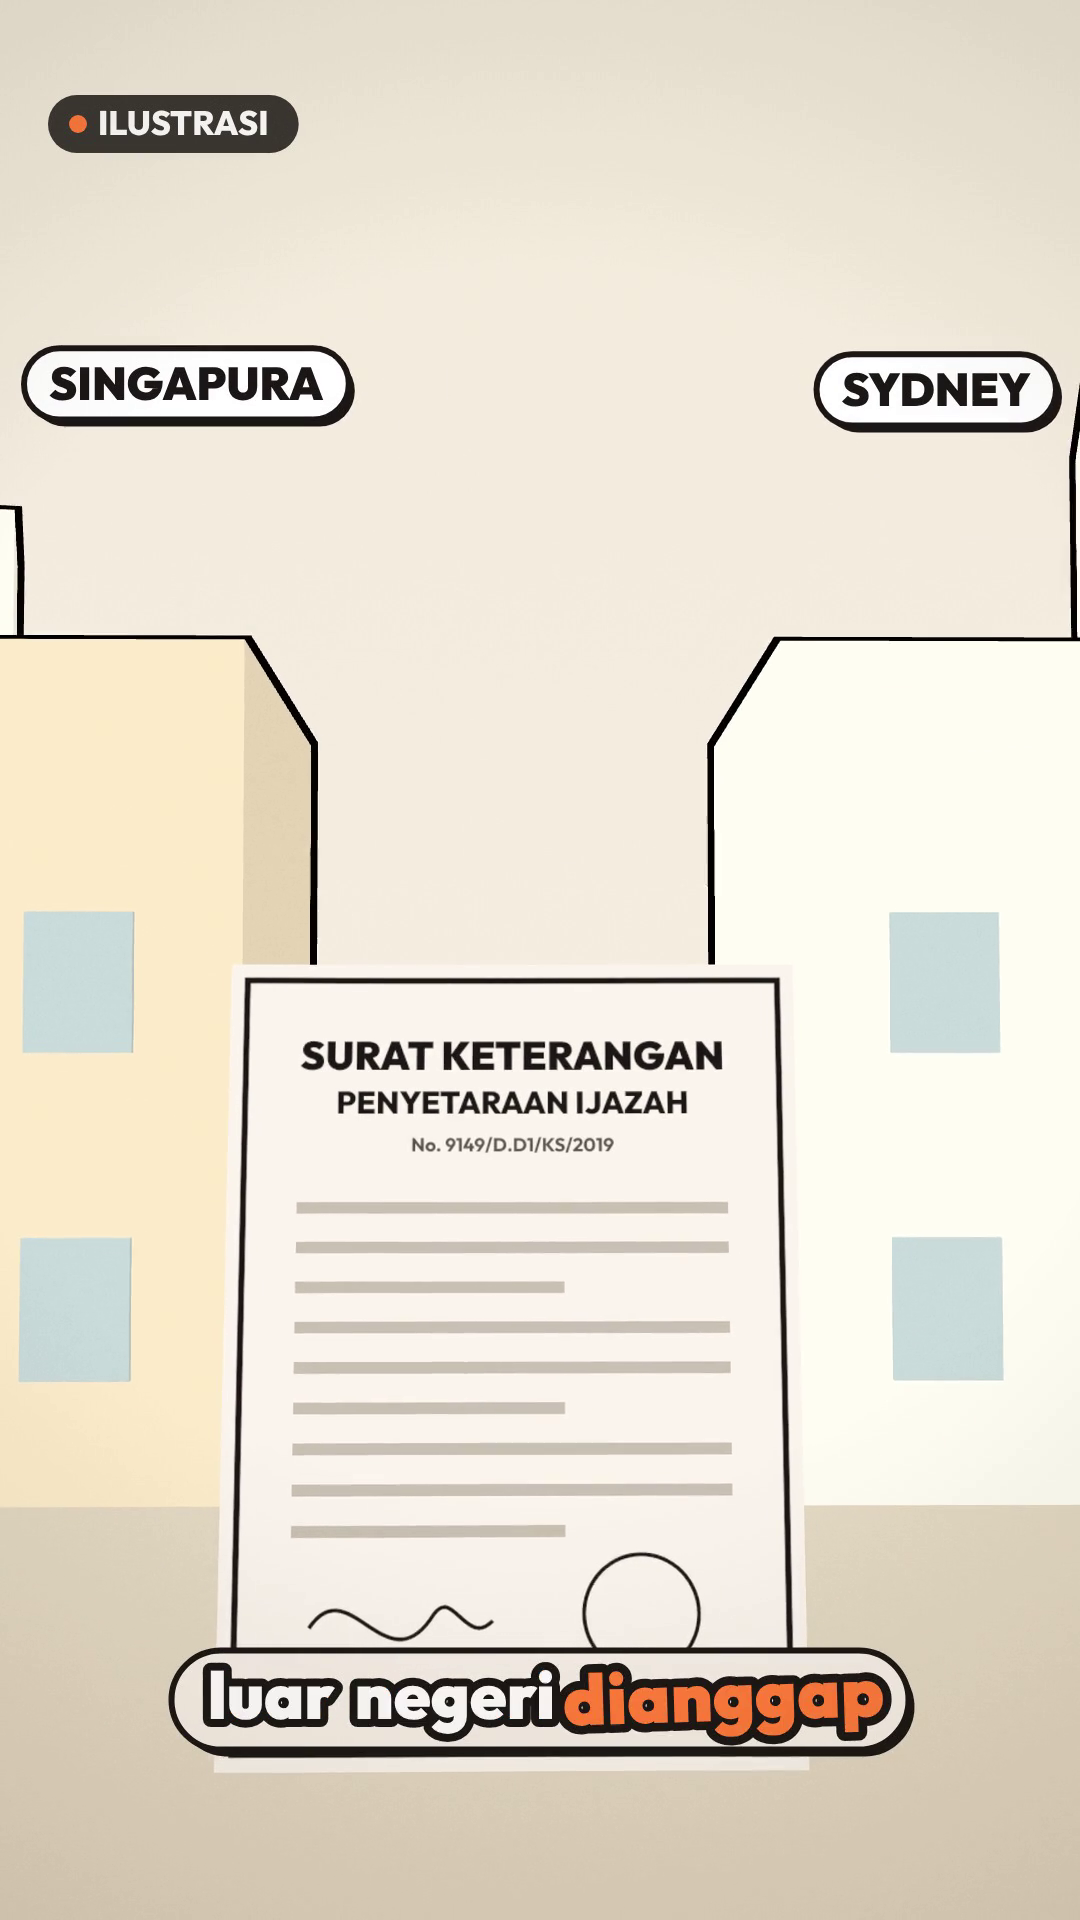 ILUSTRASI
SINGAPURA
SYDNEY
SURAT KETERANGAN
PENYETARAAN IJAZAH
No. 9149/D.D1/KS/2019
luar negeri dianggap